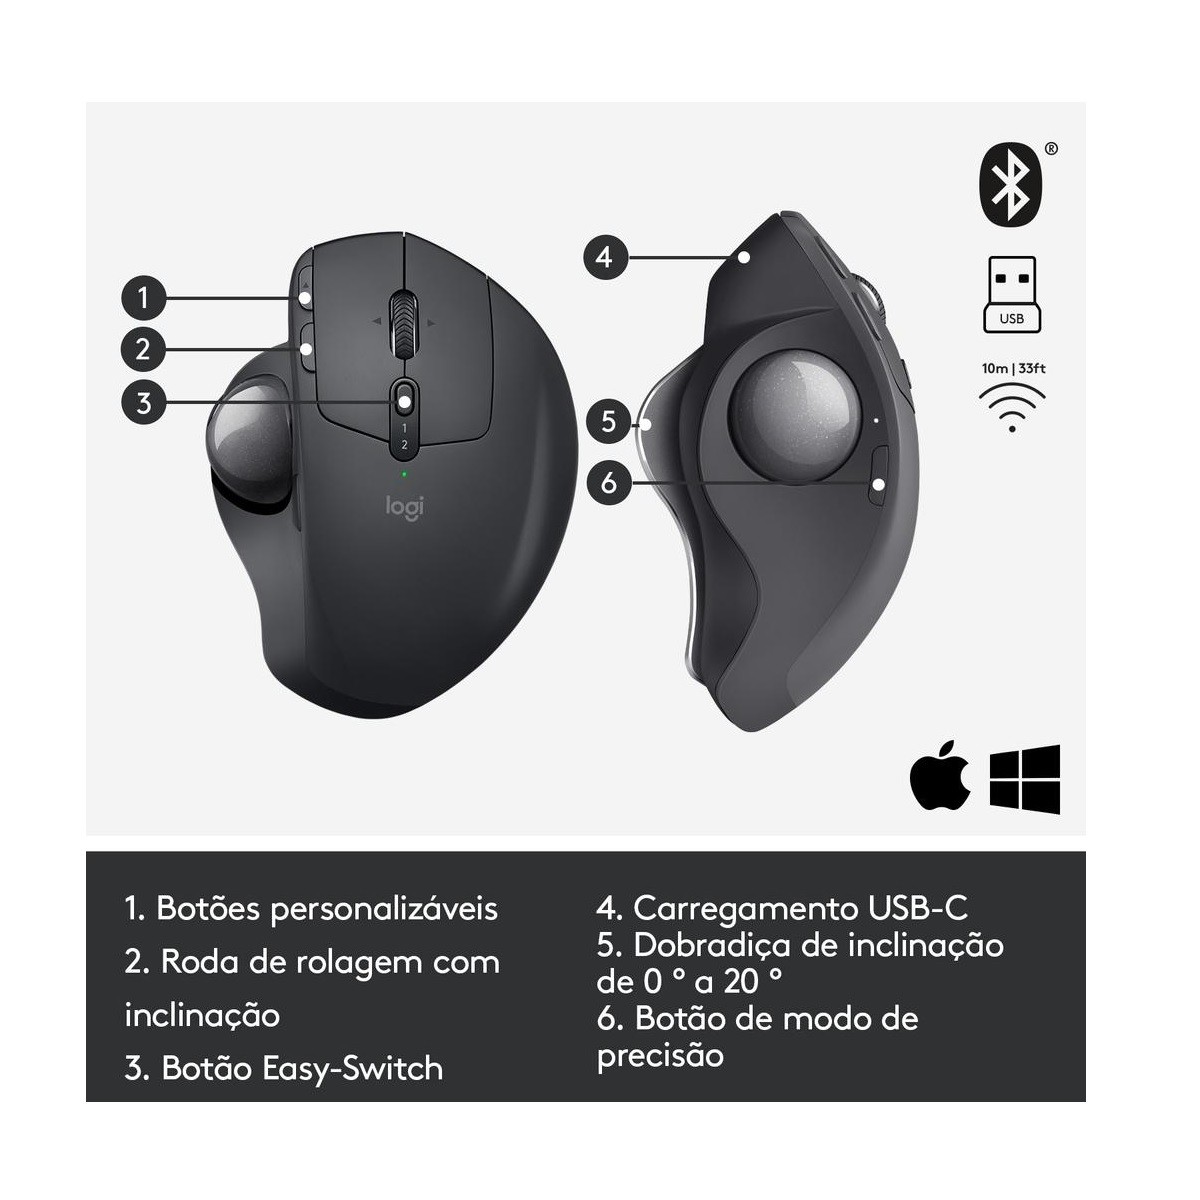 ®
USB
10m | 33ft
1
2
3
4
5
6
1
2
logi
1. Botões personalizáveis
2. Roda de rolagem com
inclinação
3. Botão Easy-Switch
4. Carregamento USB-C
5. Dobradiça de inclinação
de 0 ° a 20 °
6. Botão de modo de
precisão